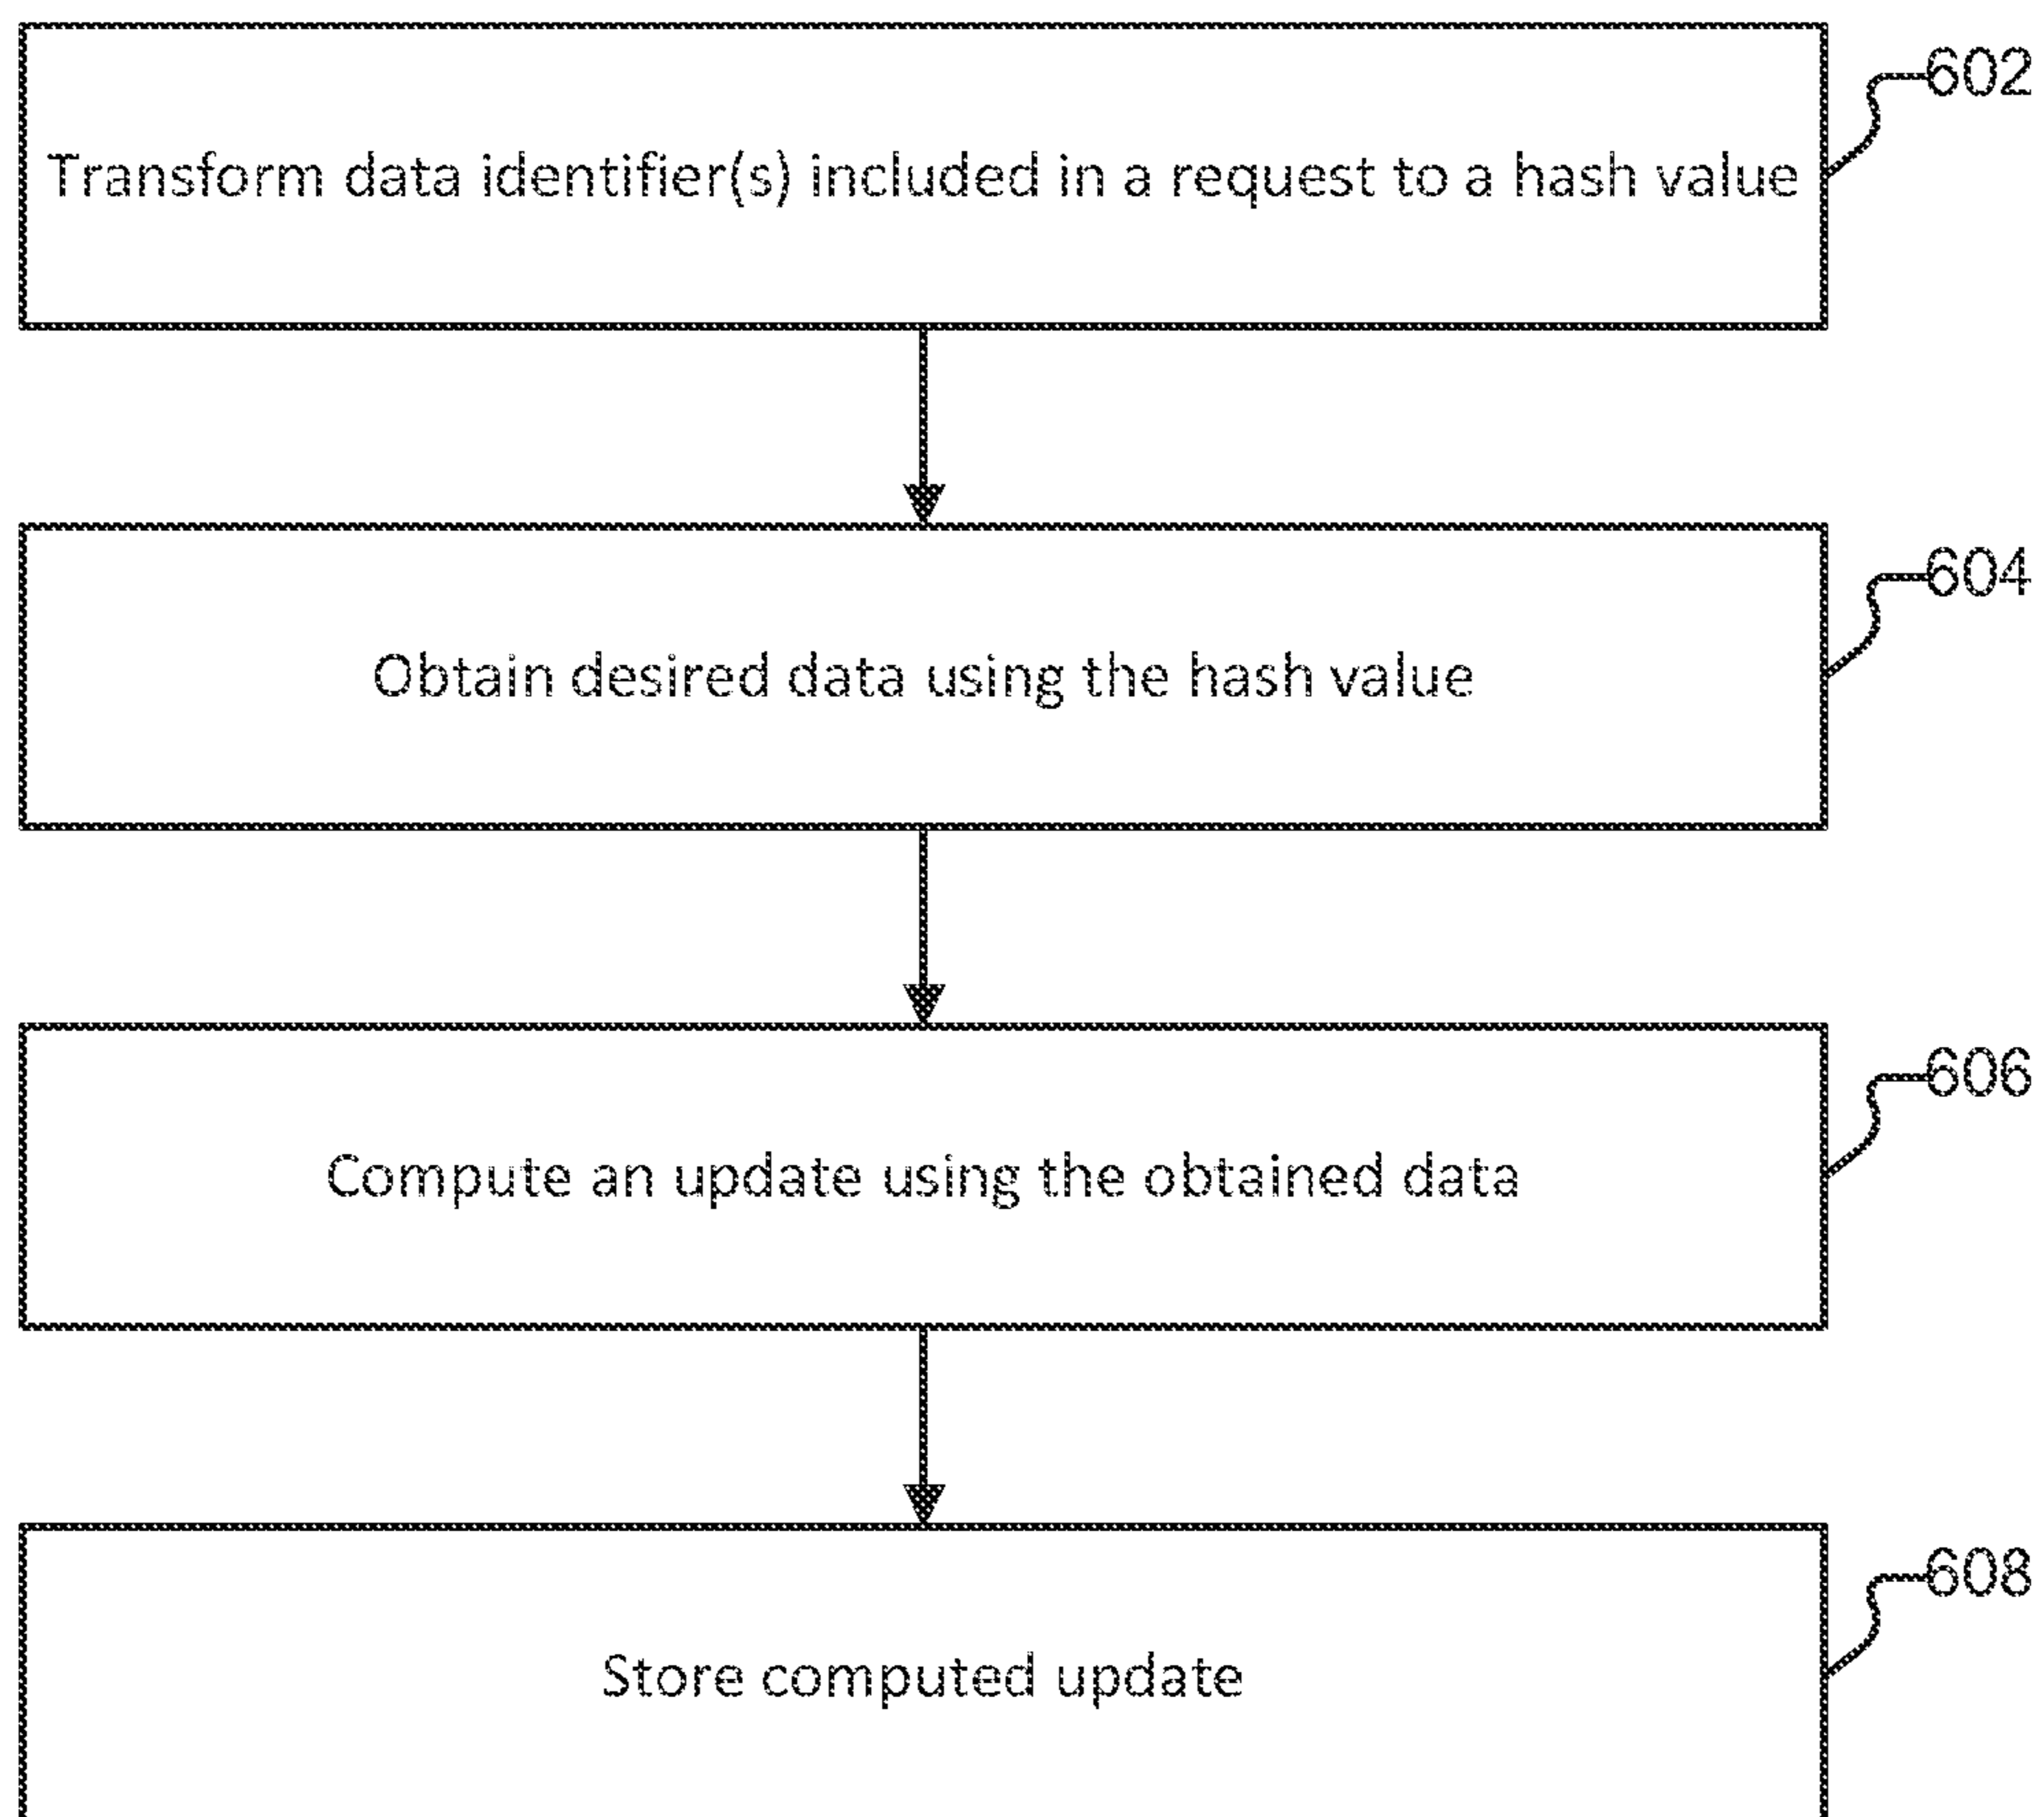 602
Transform data identifier(s) included in a request to a hash value
604
Obtain desired data using the hash value
606
Compute an update using the obtained data
608
Store computed update